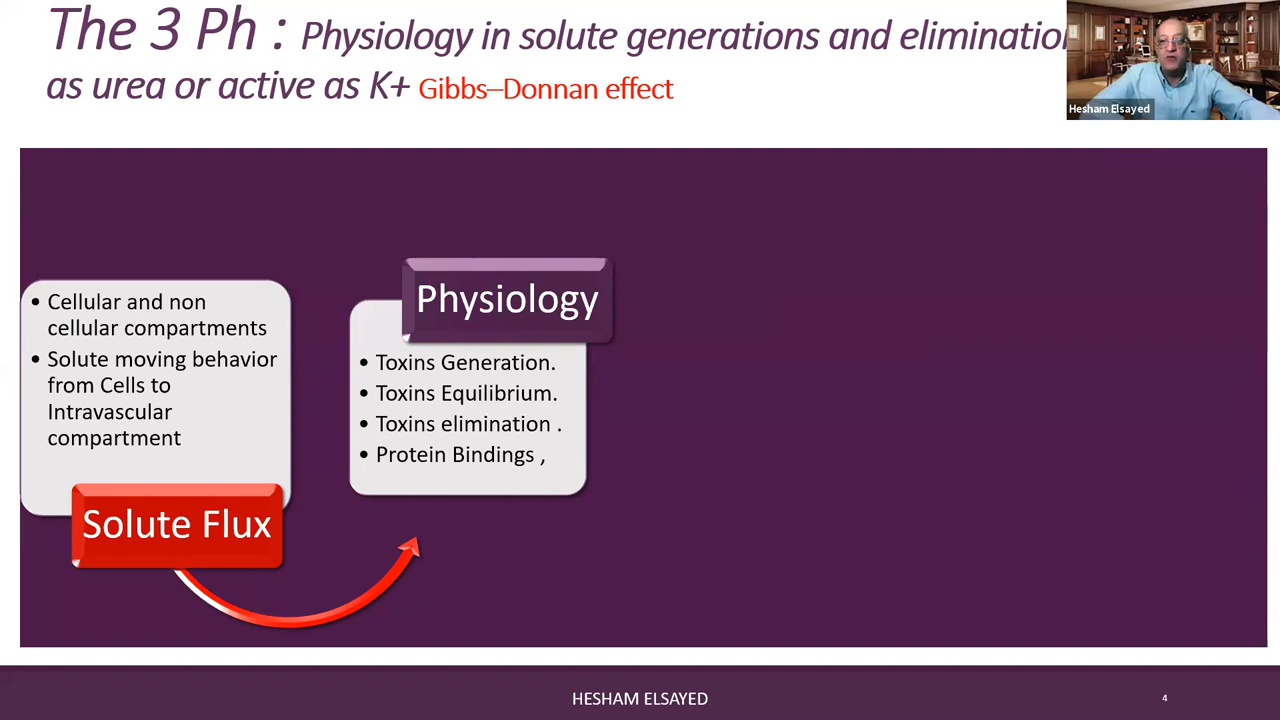 The 3 Ph : Physiology in solute generations and elimination
as urea or active as K+ Gibbs–Donnan effect
Hesham Elsayed
• Cellular and non
cellular compartments
• Solute moving behavior
from Cells to
Intravascular
compartment
Solute Flux
Physiology
• Toxins Generation.
• Toxins Equilibrium.
• Toxins elimination .
• Protein Bindings ,
HESHAM ELSAYED
4